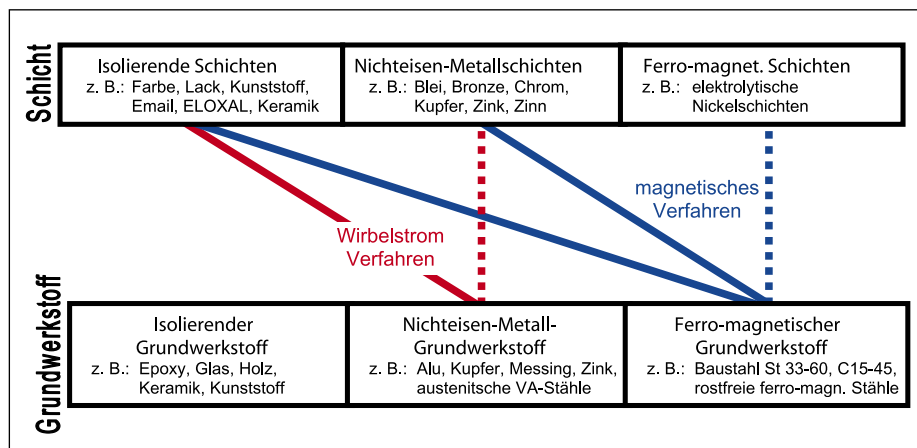 Schicht
Isolierende Schichten
z. B.: Farbe, Lack, Kunststoff,
Email, ELOXAL, Keramik
Nichteisen-Metallschichten
z. B.: Blei, Bronze, Chrom,
Kupfer, Zink, Zinn
Ferro-magnet. Schichten
z. B.: elektrolytische
Nickelschichten
magnetisches
Verfahren
Wirbelstrom
Verfahren
Grundwerkstoff
Isolierender
Grundwerkstoff
z. B.: Epoxy, Glas, Holz,
Keramik, Kunststoff
Nichteisen-Metall-
Grundwerkstoff
z. B.: Alu, Kupfer, Messing, Zink,
austenitsche VA-Stähle
Ferro-magnetischer
Grundwerkstoff
z. B.: Baustahl St 33-60, C15-45,
rostfreie ferro-magn. Stähle